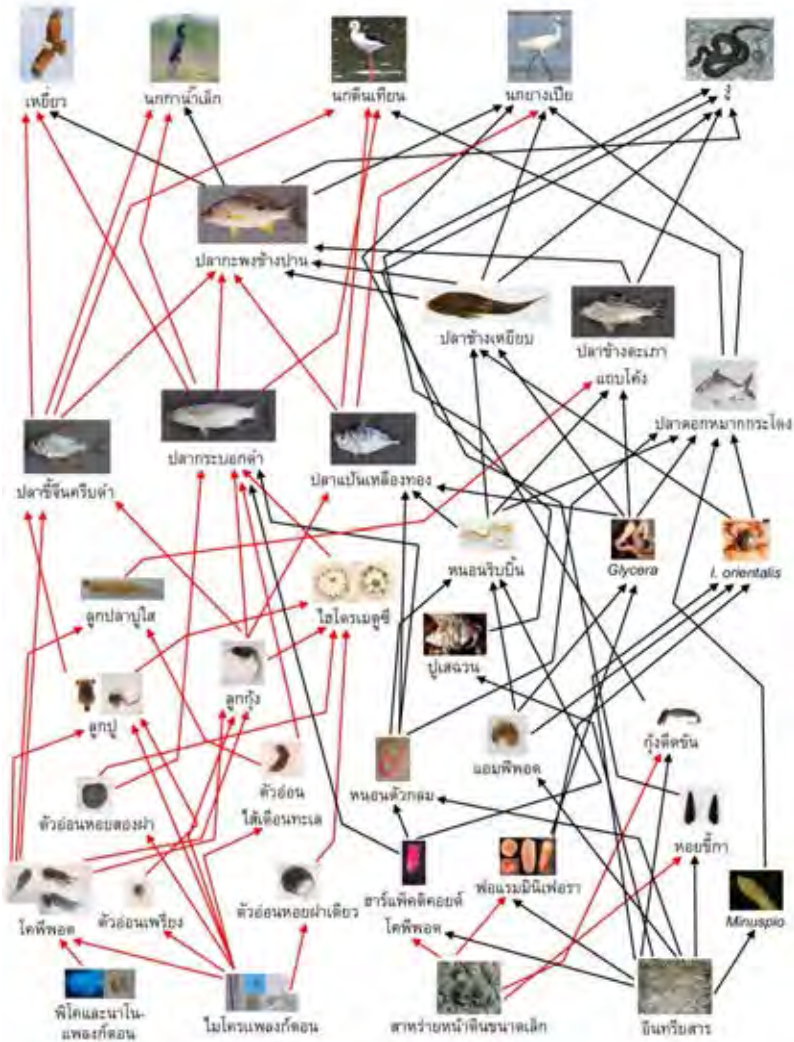 เหยี่ยว
นกกาน้ำเล็ก
นกตีนเทียน
นกยางเปีย
งู
ปลากะพงข้างปาน
ปลาช้างเหยียบ
ปลาข้างตะเภา
แถบโค้ง
ปลาดอกหมากกระโดง
ปลาขี้จีนครีบดำ
ปลากระบอกดำ
ปลาแป้นเหลืองทอง
ลูกปลาบู่ใส
ไฮโดรเมดูซี
หนอนริบบิ้น
Glycera
I. orientalis
ปูเสฉวน
ลูกปู
ลูกกุ้ง
ตัวอ่อนหอยสองฝา
ตัวอ่อน
ไส้เดือนทะเล
หนอนตัวกลม
แอมฟิพอด
กุ้งดีดขัน
หอยขี้กา
โคพีพอด
ตัวอ่อนเพรียง
ตัวอ่อนหอยฝาเดียว
ฮาร์แพ็คติคอยด์
โคพีพอด
ฟอแรมมินิเฟอรา
Minuspio
พิโคและนาโน-
แพลงก์ตอน
ไมโครแพลงก์ตอน
สาหร่ายหน้าดินขนาดเล็ก
อินทรียสาร